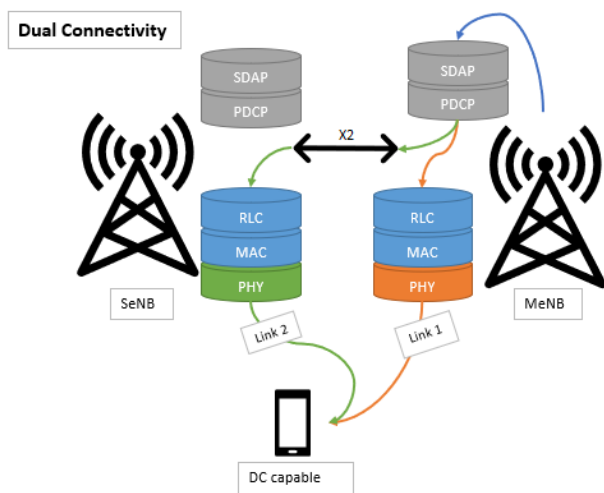 Dual Connectivity
SDAP
PDCP
SDAP
PDCP
X2
RLC
MAC
PHY
RLC
MAC
PHY
SeNB
MeNB
Link 2
Link 1
DC capable